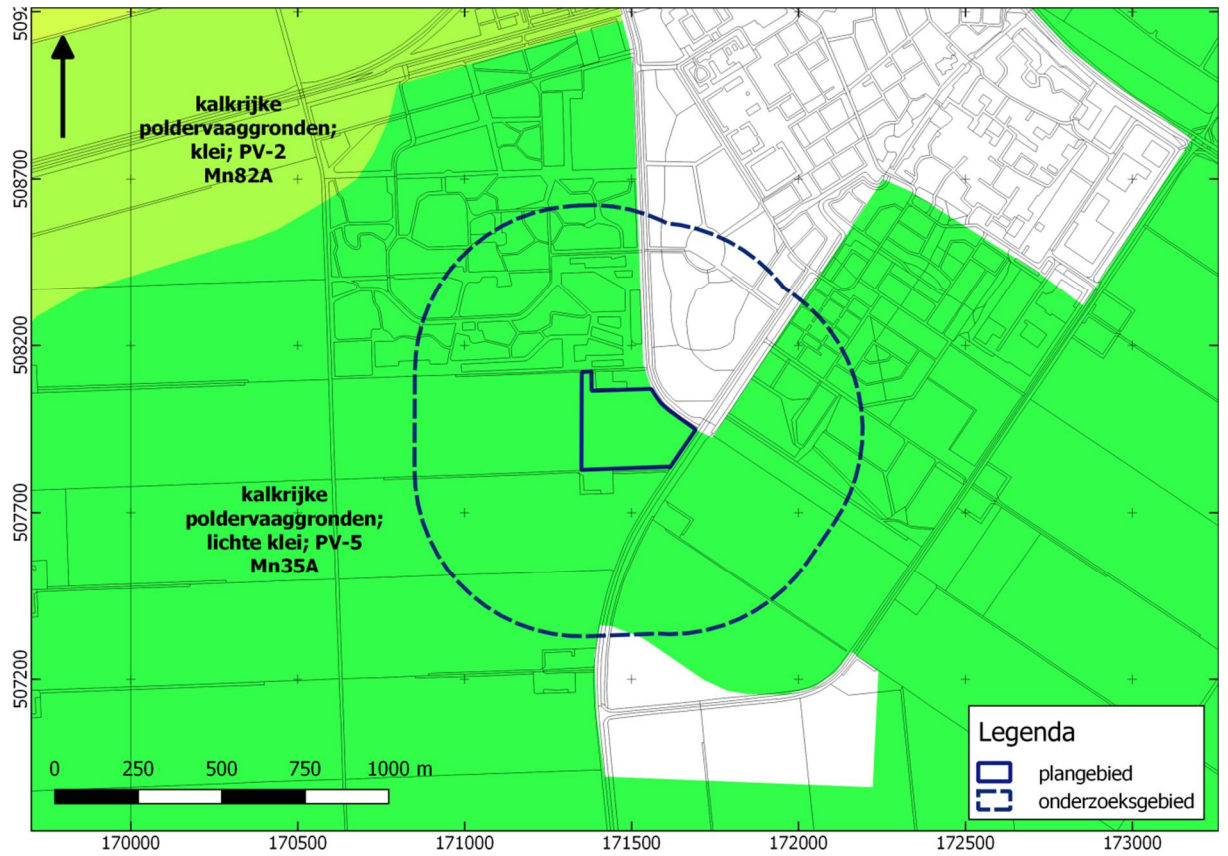 5092
508700
508200
507700
507200
kalkrijke
poldervaaggronden;
klei; PV-2
Mn82A
kalkrijke
poldervaaggronden;
lichte klei; PV-5
Mn35A
0 250 500 750 1000 m
Legenda
plangebied
onderzoeksgebied
170000 170500 171000 171500 172000 172500 173000